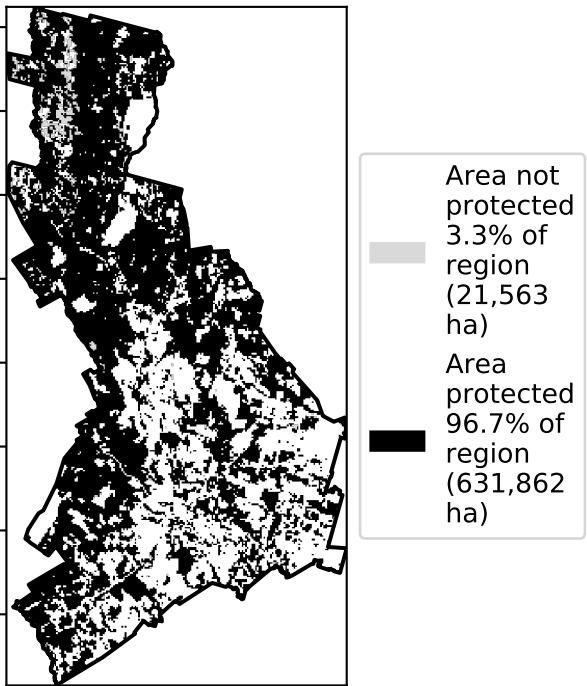 Area not
protected
3.3% of
region
(21,563
ha)
Area
protected
96.7% of
region
(631,862
ha)